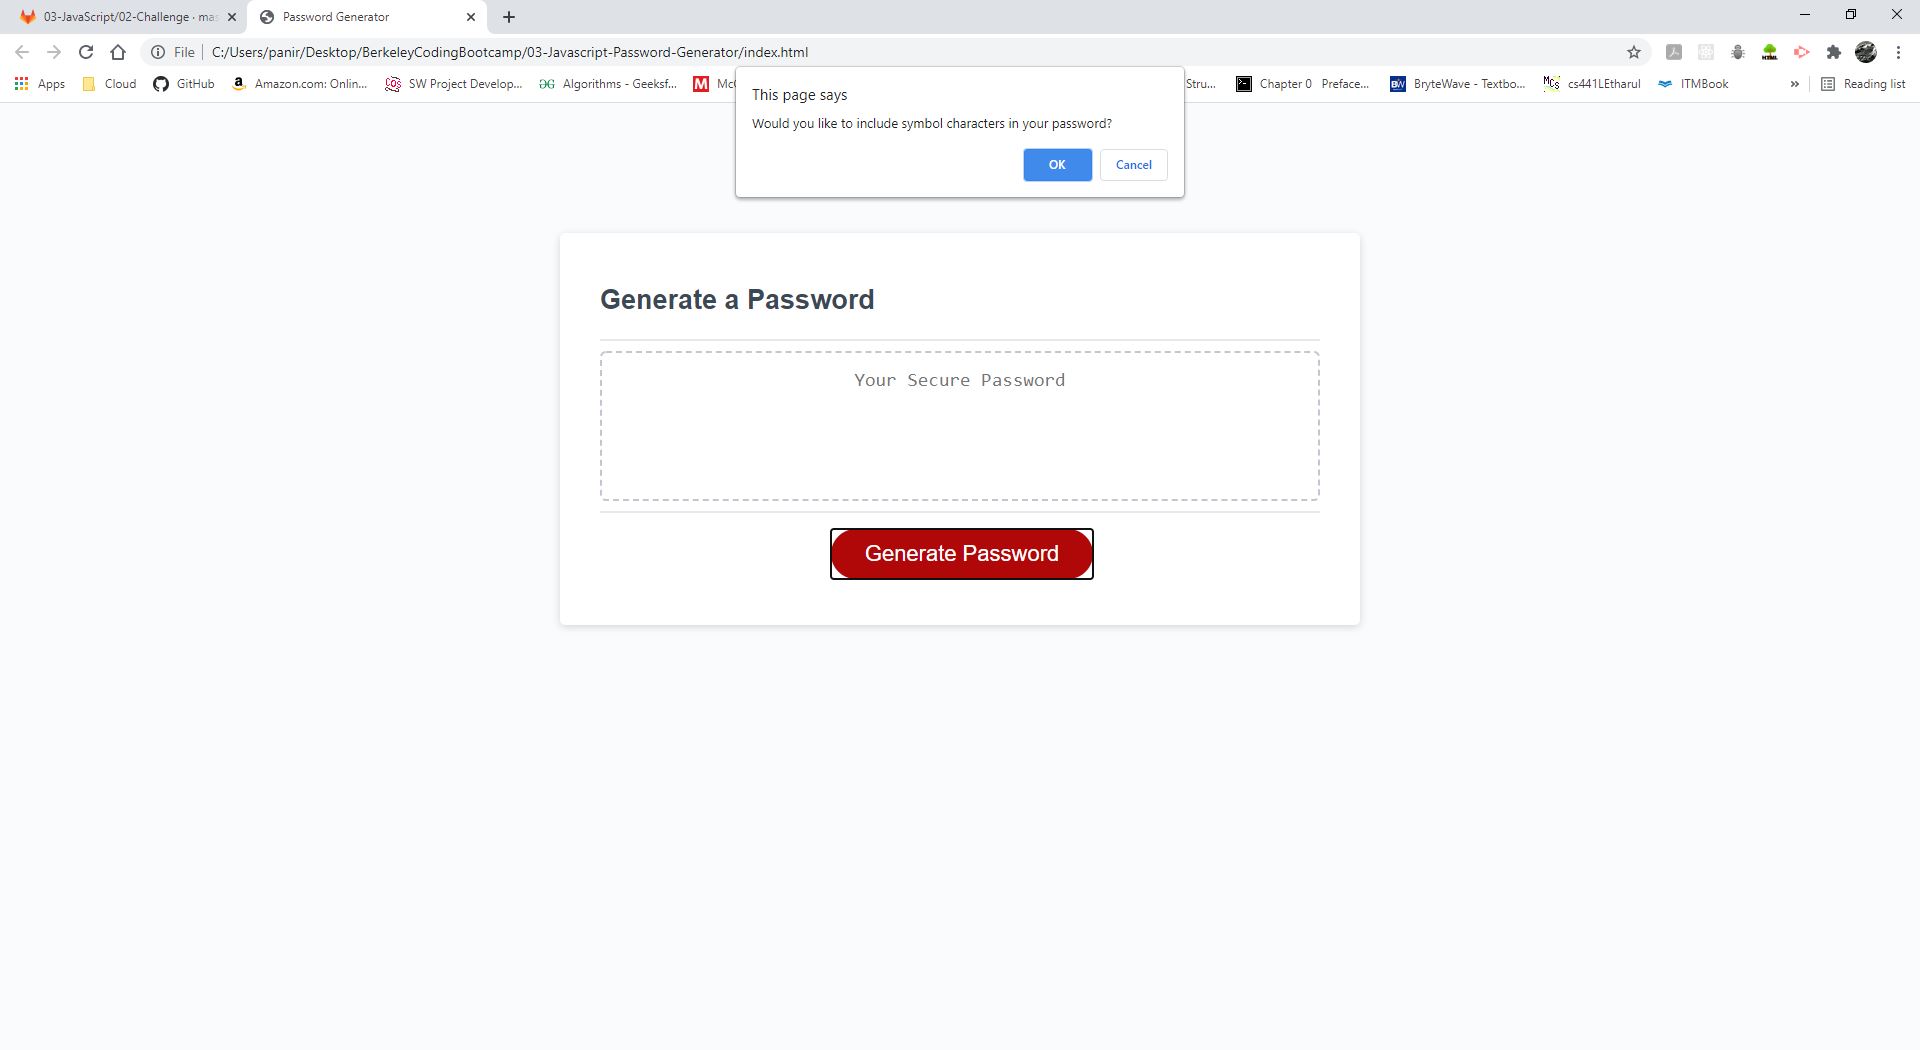 03-JavaScript/02-Challenge · mas
Password Generator
File
C:/Users/panir/Desktop/BerkeleyCodingBootcamp/03-Javascript-Password-Generator/index.html
Apps
Cloud
GitHub
Amazon.com: Onlin...
SW Project Develop...
Algorithms - Geeksf...
Stru...
Chapter 0 Preface...
BryteWave - Textbo...
cs441LEtharul
ITMBook
»
Reading list
This page says
Would you like to include symbol characters in your password?
OK
Cancel
Generate a Password
Your Secure Password
Generate Password